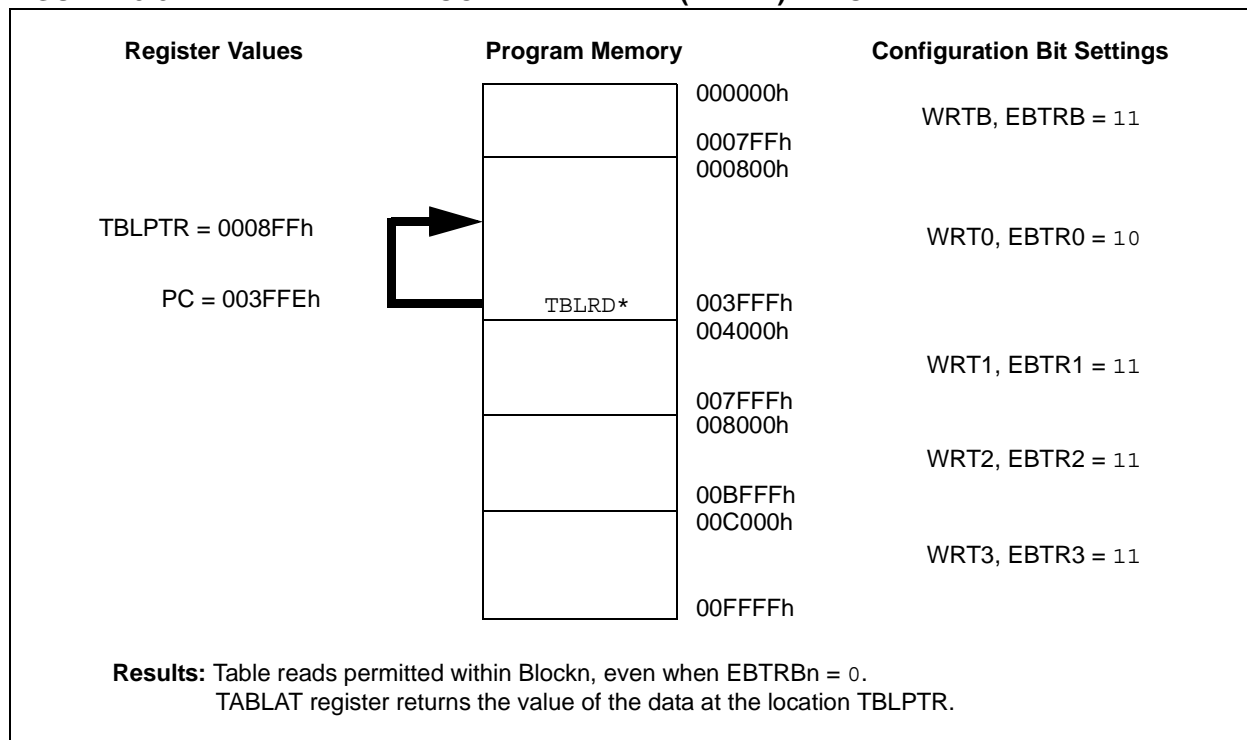 Register Values Program Memory Configuration Bit Settings
000000h
WRTB, EBTRB = 11
0007FFh
000800h
TBLPTR = 0008FFh
WRT0, EBTR0 = 10
PC = 003FFEh TBLRD* 003FFFh
004000h
WRT1, EBTR1 = 11
007FFFh
008000h
WRT2, EBTR2 = 11
00BFFFh
00C000h
WRT3, EBTR3 = 11
00FFFFh
Results: Table reads permitted within Blockn, even when EBTRBn = 0.
TABLAT register returns the value of the data at the location TBLPTR.